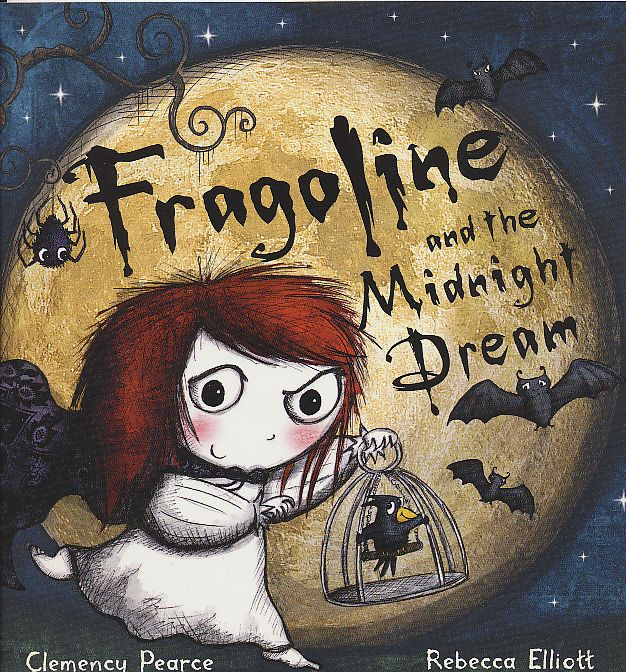 Fragoline
and the
Midnight
Dream
Clemency Pearce
Rebecca Elliott